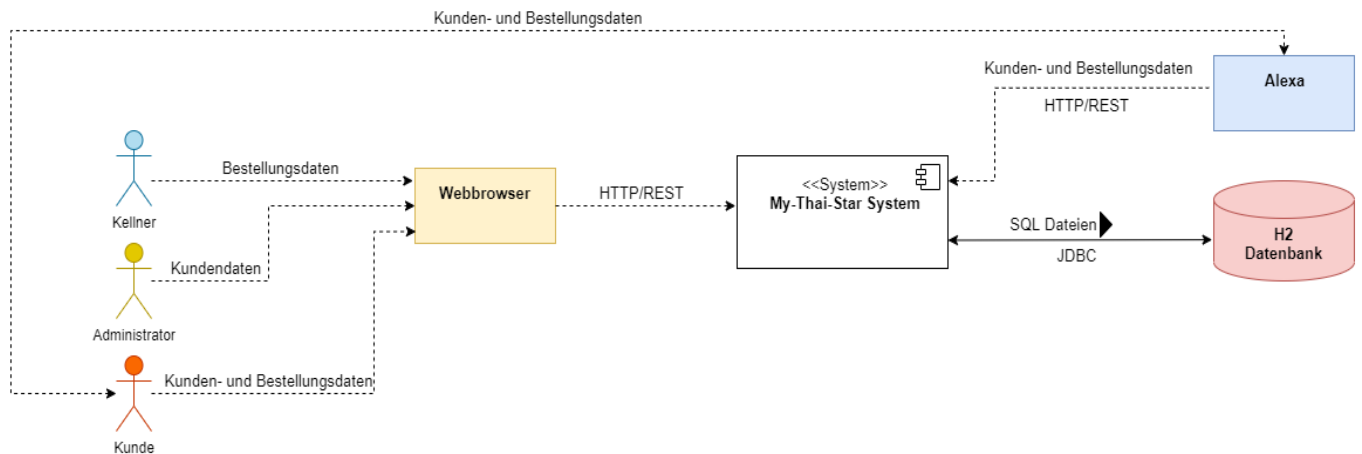 Kunden- und Bestellungsdaten
Kunden- und Bestellungsdaten
HTTP/REST
Alexa
Bestellungsdaten
Kellner
Webbrowser
HTTP/REST
<<System>>
My-Thai-Star System
SQL Dateien
JDBC
H2
Datenbank
Kundendaten
Administrator
Kunden- und Bestellungsdaten
Kunde